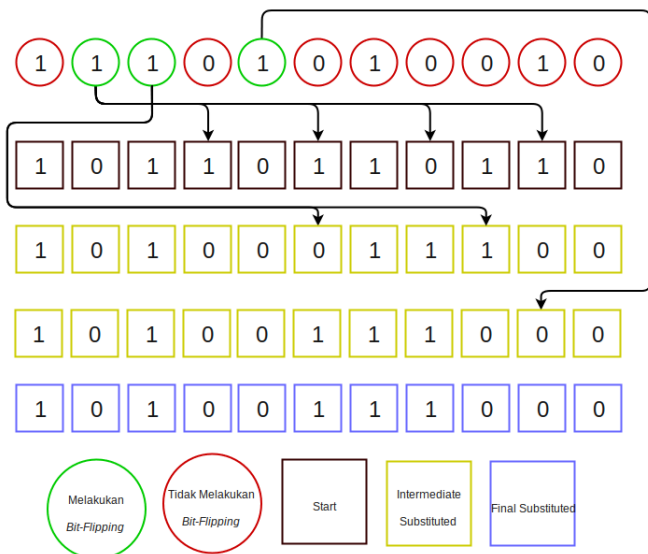 1 1 1 0 1 0 1 0 0 1 0
1 0 1 1 0 1 1 0 1 1 0
1 0 1 0 0 0 1 1 1 0 0
1 0 1 0 0 1 1 1 0 0 0
1 0 1 0 0 1 1 1 0 0 0
Melakukan
Bit-Flipping
Tidak Melakukan
Bit-Flipping
Start
Intermediate
Substituted
Final Substituted